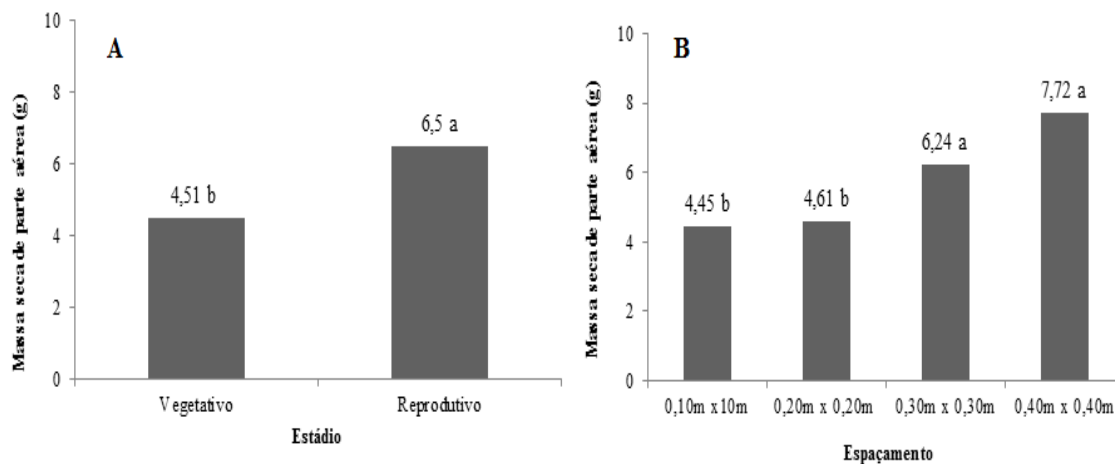 A
Massa seca de parte aérea (g)
10
8
6
4
2
0
4,51 b
6,5 a
Vegetativo
Reprodutivo
Estádio
B
Massa seca de parte aérea (g)
10
8
6
4
2
0
4,45 b
4,61 b
6,24 a
7,72 a
0,10m x10m
0,20m x 0,20m
0,30m x 0,30m
0,40m x 0,40m
Espaçamento